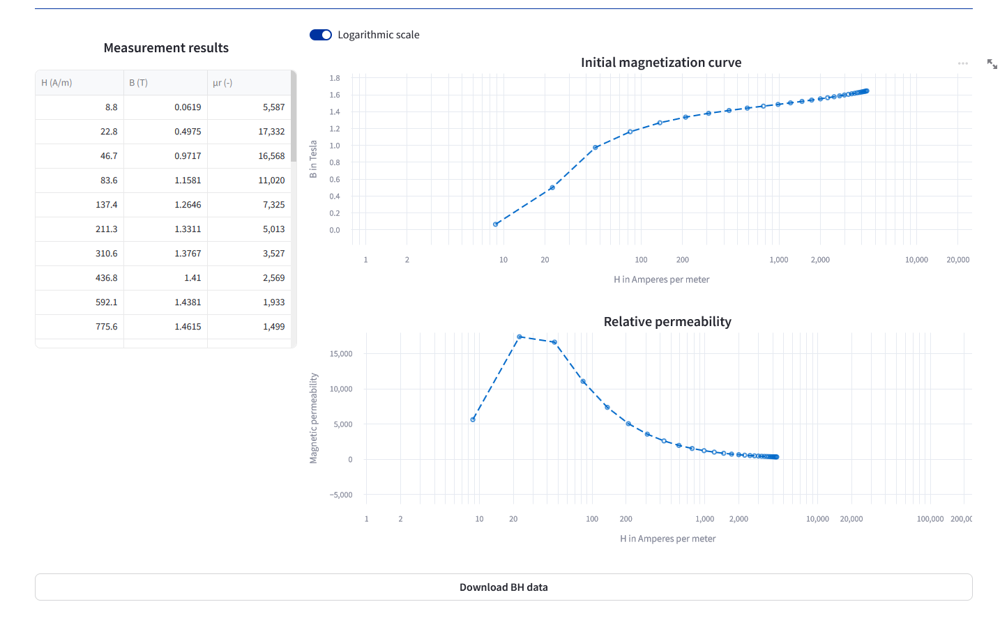 Logarithmic scale
Measurement results
H (A/m) B (T) μr (-)
8.8 0.0619 5,587
22.8 0.4975 17,332
46.7 0.9717 16,568
83.6 1.1581 11,020
137.4 1.2646 7,325
211.3 1.3311 5,013
310.6 1.3767 3,527
436.8 1.41 2,569
592.1 1.4381 1,933
775.6 1.4615 1,499
Initial magnetization curve
B in Tesla
1.8
1.6
1.4
1.2
1.0
0.8
0.6
0.4
0.2
0.0
1 2 10 20 100 200 1,000 2,000 10,000 20,000
H in Amperes per meter
Relative permeability
Magnetic permeability
15,000
10,000
5,000
0
−5,000
1 2 10 20 100 200 1,000 2,000 10,000 20,000 100,000 200,00
H in Amperes per meter
Download BH data